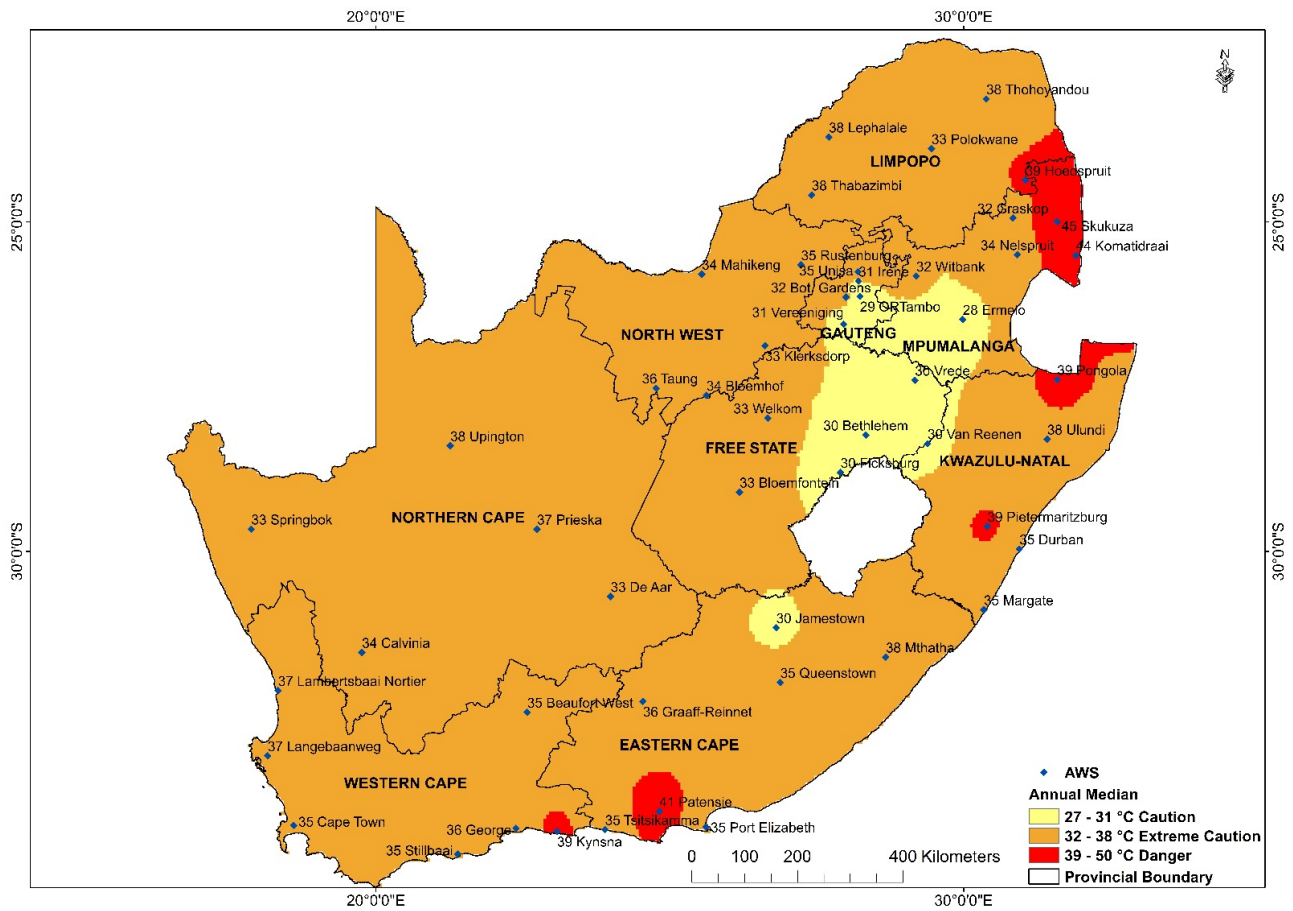 20°0'0"E 30°0'0"E
N
38 Thohoyandou
38 Lephalale
33 Polokwane
LIMPOPO
39 Hoedspruit
38 Thabazimbi
25°0'0"S
32 Graskop
45 Skukuza
25°0'0"S
34 Nelspruit
44 Komatidraai
35 Rustenburg
34 Mahikeng
35 Unisa
31 Irene
32 Witbank
32 Bot. Gardens
29 ORTambo
31 Vereeniging
28 Ermelo
NORTH WEST
GAUTENG
MPUMALANGA
33 Klerksdorp
36 Taung
34 Bloemhof
30 Vrede
39 Pongola
33 Welkom
30 Bethlehem
30 Van Reenen
38 Ulundi
38 Upington
FREE STATE
KWAZULU-NATAL
30 Ficksburg
33 Bloemfontein
33 Springbok
NORTHERN CAPE
37 Prieska
39 Pietermaritzburg
35 Durban
30°0'0"S
30°0'0"S
33 De Aar
35 Margate
30 Jamestown
34 Calvinia
38 Mthatha
37 Lambertsbaai Nortier
35 Queenstown
35 Beaufort West
36 Graaff-Reinnet
37 Langebaanweg
EASTERN CAPE
WESTERN CAPE
41 Patensie
35 Cape Town
36 George
35 Tsitsikamma
35 Port Elizabeth
39 Kynsna
35 Stillbaai
AWS
Annual Median
27 - 31 °C Caution
32 - 38 °C Extreme Caution
39 - 50 °C Danger
Provincial Boundary
0 100 200 400 Kilometers
20°0'0"E 30°0'0"E